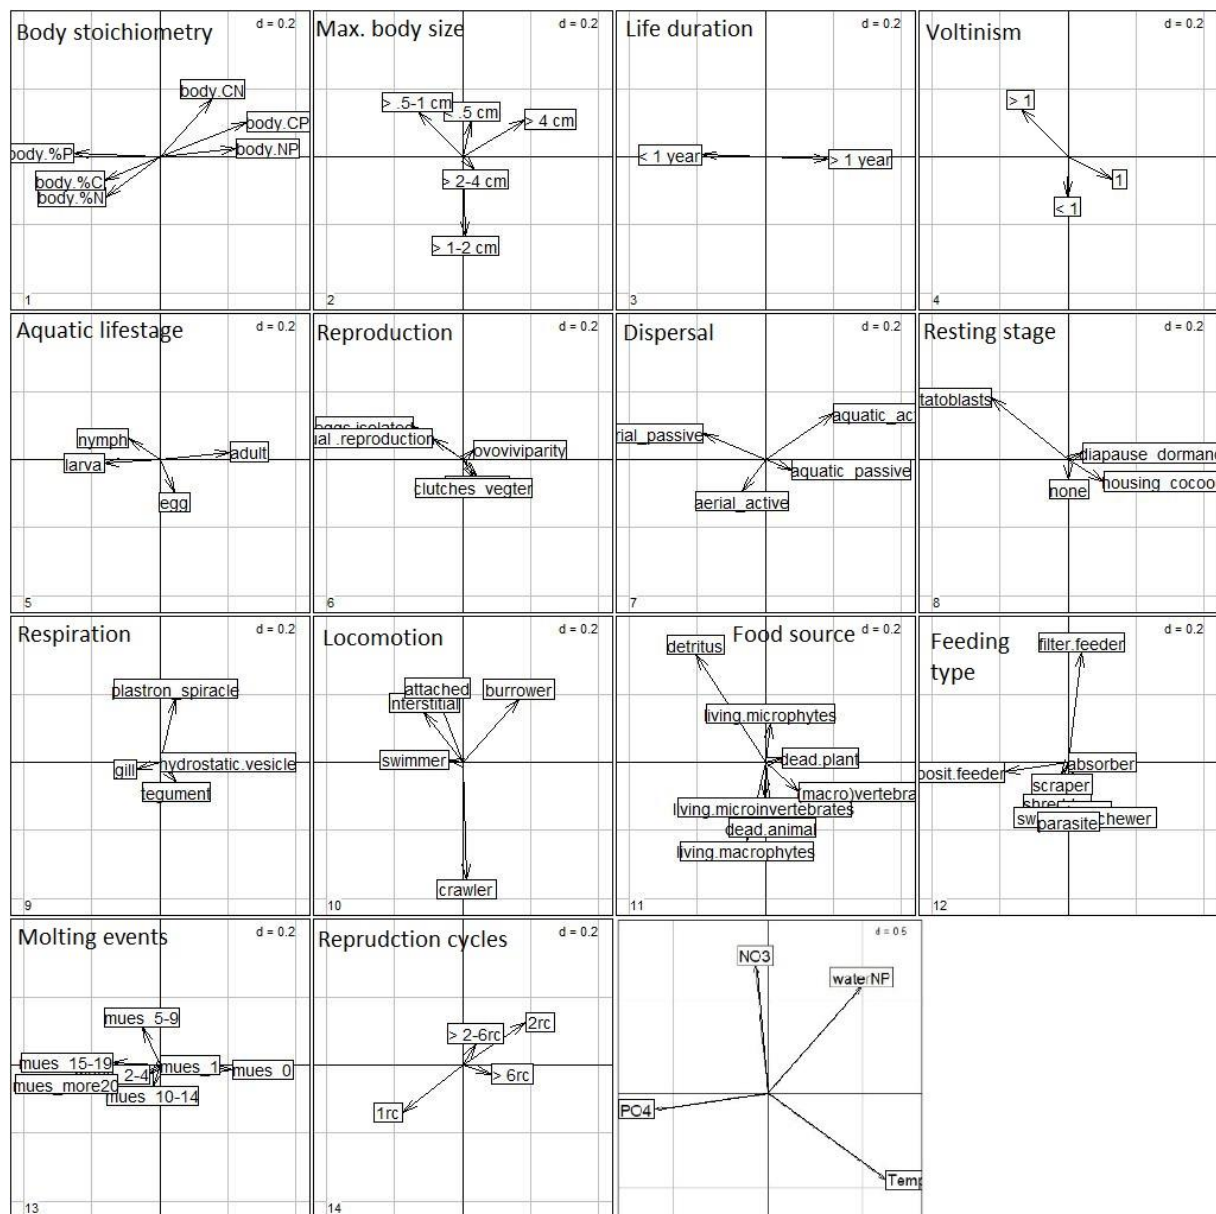 Body stoichiometry
d = 0.2
body.CN
body.CP
body.NP
body.%P
body.%C
body.%N
1
Max. body size
d = 0.2
> .5-1 cm
.5 cm
> 4 cm
> 2-4 cm
> 1-2 cm
2
Life duration
d = 0.2
< 1 year
> 1 year
3
Voltinism
d = 0.2
> 1
1
< 1
4
Aquatic lifestage
d = 0.2
nymph
larva
adult
egg
5
Reproduction
d = 0.2
eggs.isolated
ual .reproduction
ovoviviparity
clutches_vegter
6
Dispersal
d = 0.2
aquatic_ac
rial_passive
aquatic_passive
aerial_active
7
Resting stage
d = 0.2
tatoblasts
diapause_dormanc
housing_cocoo
none
8
Respiration
d = 0.2
plastron_spiracle
gill
hydrostatic.vesicle
tegument
9
Locomotion
d = 0.2
attached
burrower
nterstitial
swimmer
crawler
10
Food source
d = 0.2
detritus
living.microphytes
dead.plant
(macro)vertebra
living.microinvertebrates
dead.animal
living.macrophytes
11
Feeding
type
d = 0.2
filter.feeder
posit.feeder
absorber
scraper
sw
chewer
parasite
12
Molting events
d = 0.2
mues_5-9
mues_15-19
mues_1
mues_0
2-4
mues_more20
mues_10-14
13
Reprudction cycles
d = 0.2
> 2-6rc
2rc
> 6rc
1rc
14
d = 0.5
NO3
waterNP
PO4
Temp